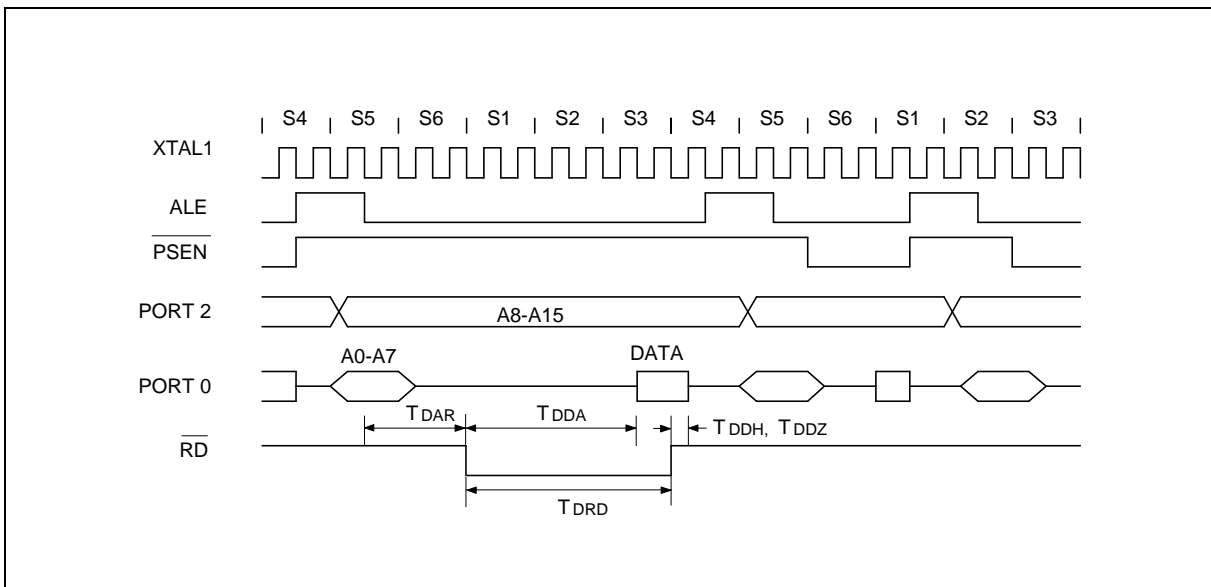 S4 S5 S6 S1 S2 S3 S4 S5 S6 S1 S2 S3
XTAL1
ALE
PSEN
PORT 2
A8-A15
A0-A7
DATA
PORT 0
TDAR
TDDA
TDDH, TDDZ
RD
TDRD